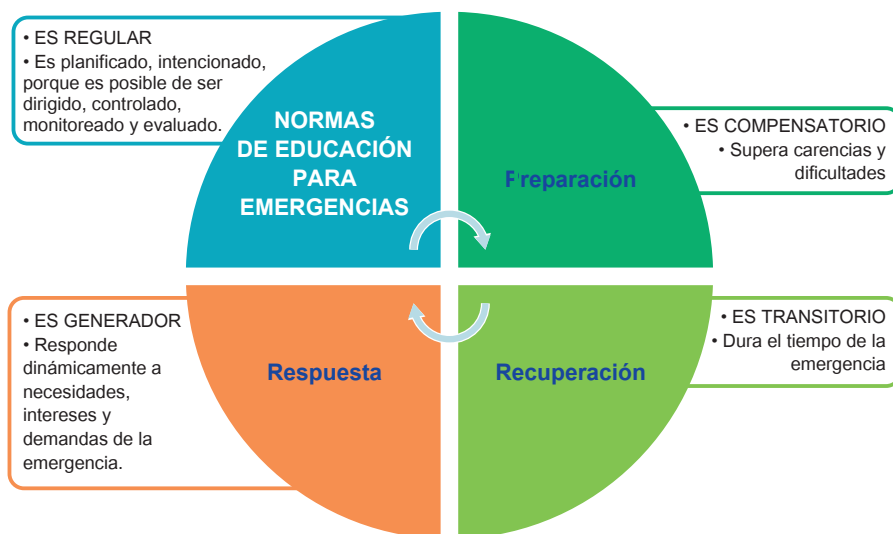 • ES REGULAR
• Es planificado, intencionado,
porque es posible de ser
dirigido, controlado,
monitoreado y evaluado.
NORMAS
DE EDUCACIÓN
PARA
EMERGENCIAS
Preparación
• ES COMPENSATORIO
• Supera carencias y
dificultades
• ES GENERADOR
• Responde
dinámicamente a
necesidades,
intereses y
demandas de la
emergencia.
Respuesta
Recuperación
• ES TRANSITORIO
• Dura el tiempo de la
emergencia